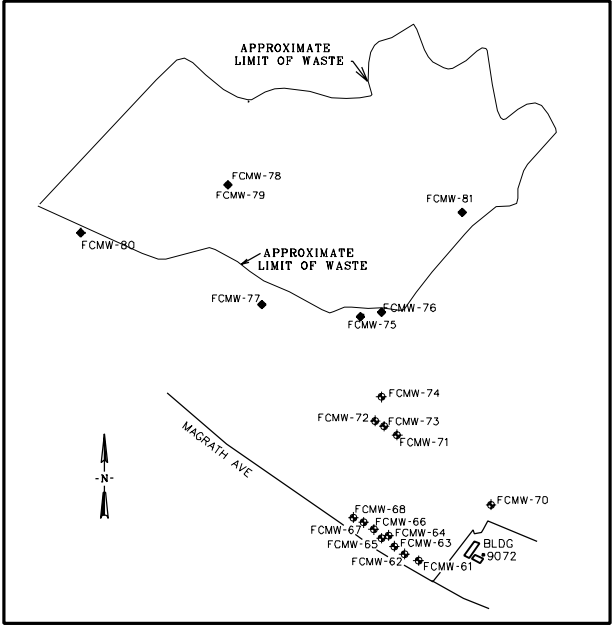 APPROXIMATE
LIMIT OF WASTE
FCMW-78
FCMW-79
FCMW-81
FCMW-80
APPROXIMATE
LIMIT OF WASTE
FCMW-77
FCMW-76
FCMW-75
FCMW-74
FCMW-72
FCMW-73
FCMW-71
MAGRATH AVE
-N-
FCMW-70
FCMW-68
FCMW-66
FCMW-67
FCMW-64
FCMW-65
FCMW-63
FCMW-62
FCMW-61
BLDG
9072